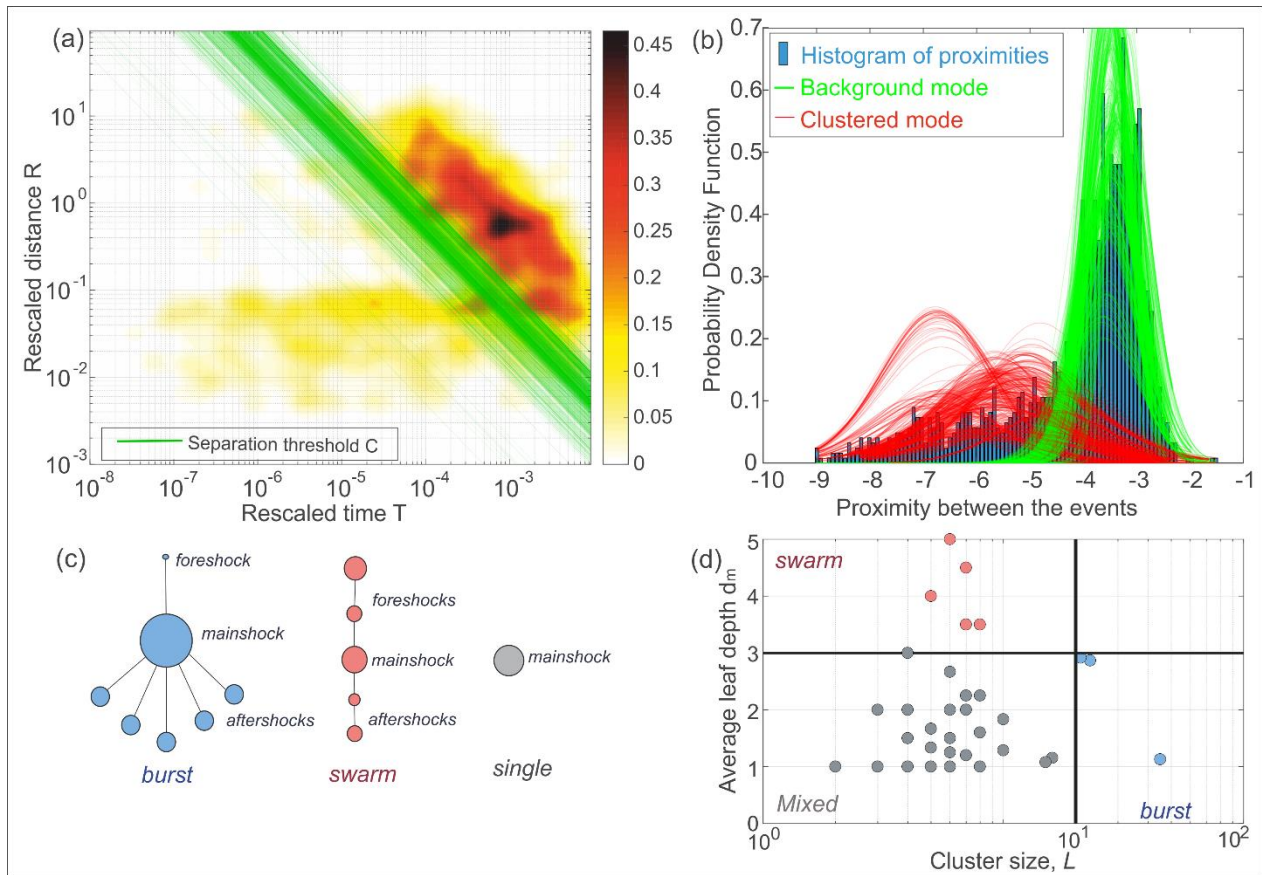 (a)
10^1
10^0
10^-1
10^-2
10^-3
Rescaled distance R
Separation threshold C
10^-8
10^-7
10^-6
10^-5
10^-4
10^-3
Rescaled time T
0.45
0.4
0.35
0.3
0.25
0.2
0.15
0.1
0.05
0
(b)
0.7
0.6
0.5
0.4
0.3
0.2
0.1
0
Probability Density Function
Histogram of proximities
Background mode
Clustered mode
-10
-9
-8
-7
-6
-5
-4
-3
-2
-1
Proximity between the events
(c)
foreshock
mainshock
aftershocks
burst
foreshocks
mainshock
aftershocks
swarm
mainshock
single
(d)
5
4
3
2
1
0
Average leaf depth dm
swarm
Mixed
burst
10^0
10^1
10^2
Cluster size, L